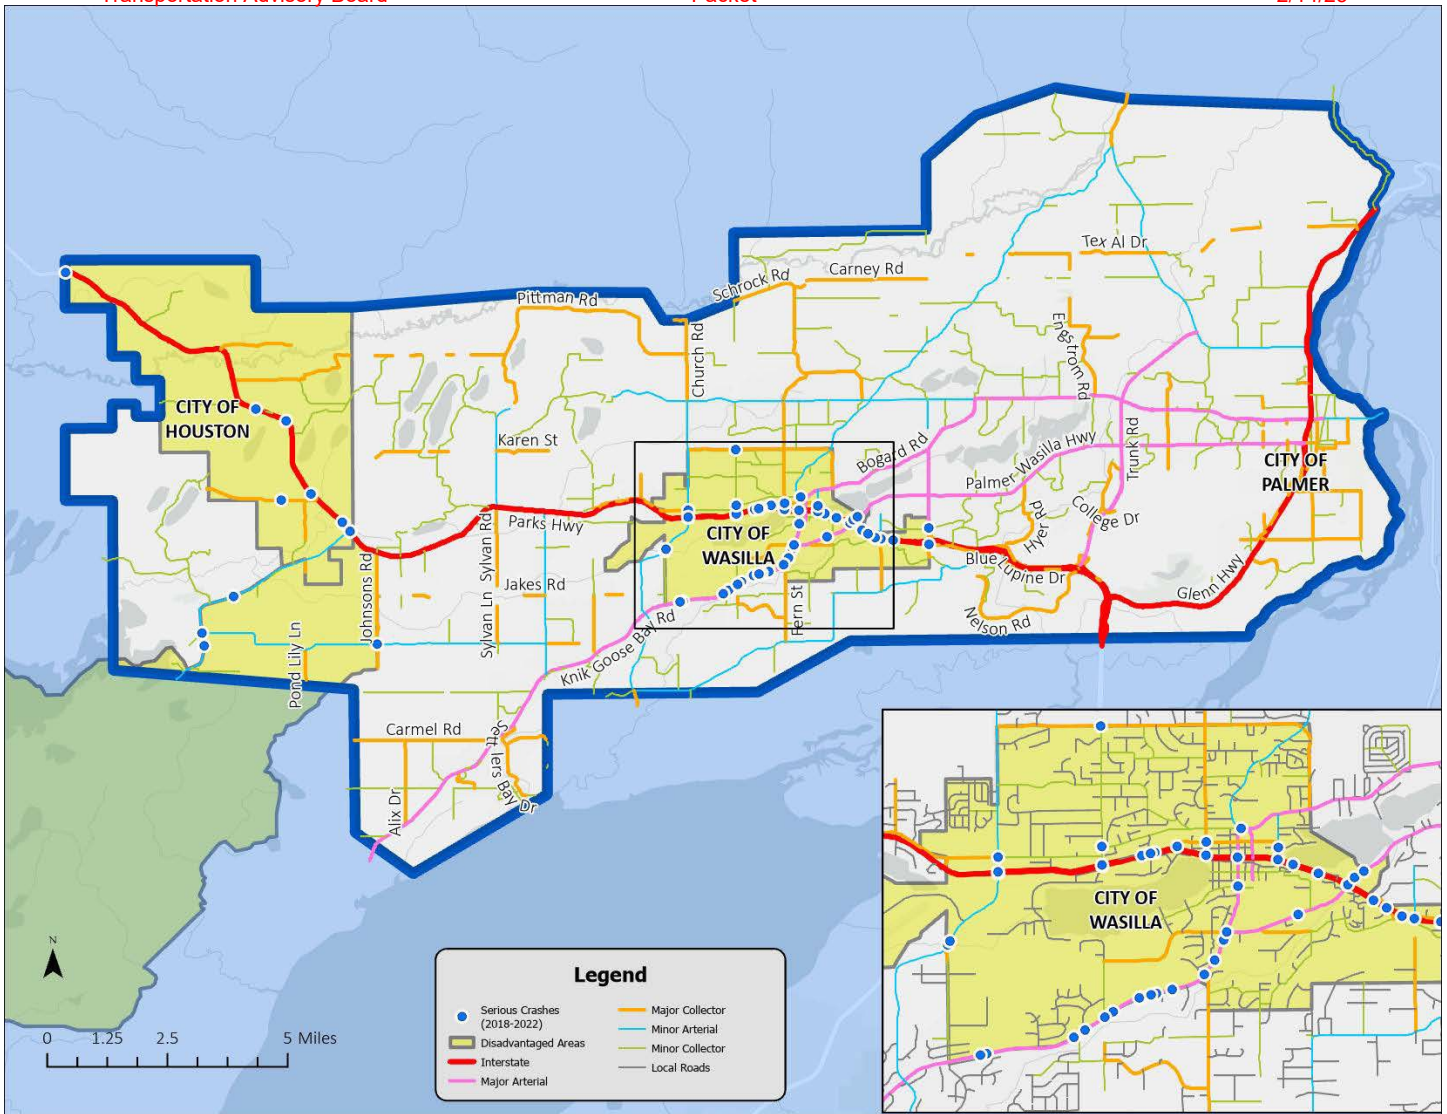 Transportation Advisory Board Packet
Tex Al Dr
Carney Rd
Schrock Rd
Pittman Rd
Church Rd
Engstrom Rd
CITY OF
HOUSTON
Karen St
Bogard Rd
Palmer-Wasilla Hwy
Trunk Rd
CITY OF
PALMER
Parks Hwy
Sylvan Rd
CITY OF
WASILLA
Hyer Rd
College Dr
Blue Lupine Dr
Glenn Hwy
Johnsons Rd
Jakes Rd
Sylvan Ln
Fern St
Nelson Rd
Pond Lily Ln
Knik Goose Bay Rd
Carmel Rd
Settlers Bay Dr
Alix Dr
CITY OF
WASILLA
N
0 1.25 2.5 5 Miles
Legend
Serious Crashes
(2018-2022)
Disadvantaged Areas
Interstate
Major Arterial
Major Collector
Minor Arterial
Minor Collector
Local Roads